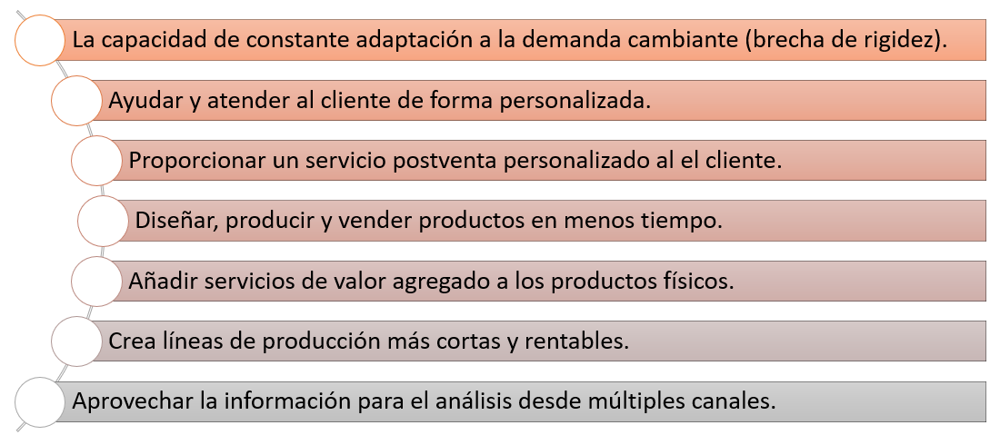 La capacidad de constante adaptación a la demanda cambiante (brecha de rigidez).
Ayudar y atender al cliente de forma personalizada.
Proporcionar un servicio postventa personalizado al el cliente.
Diseñar, producir y vender productos en menos tiempo.
Añadir servicios de valor agregado a los productos físicos.
Crea líneas de producción más cortas y rentables.
Aprovechar la información para el análisis desde múltiples canales.